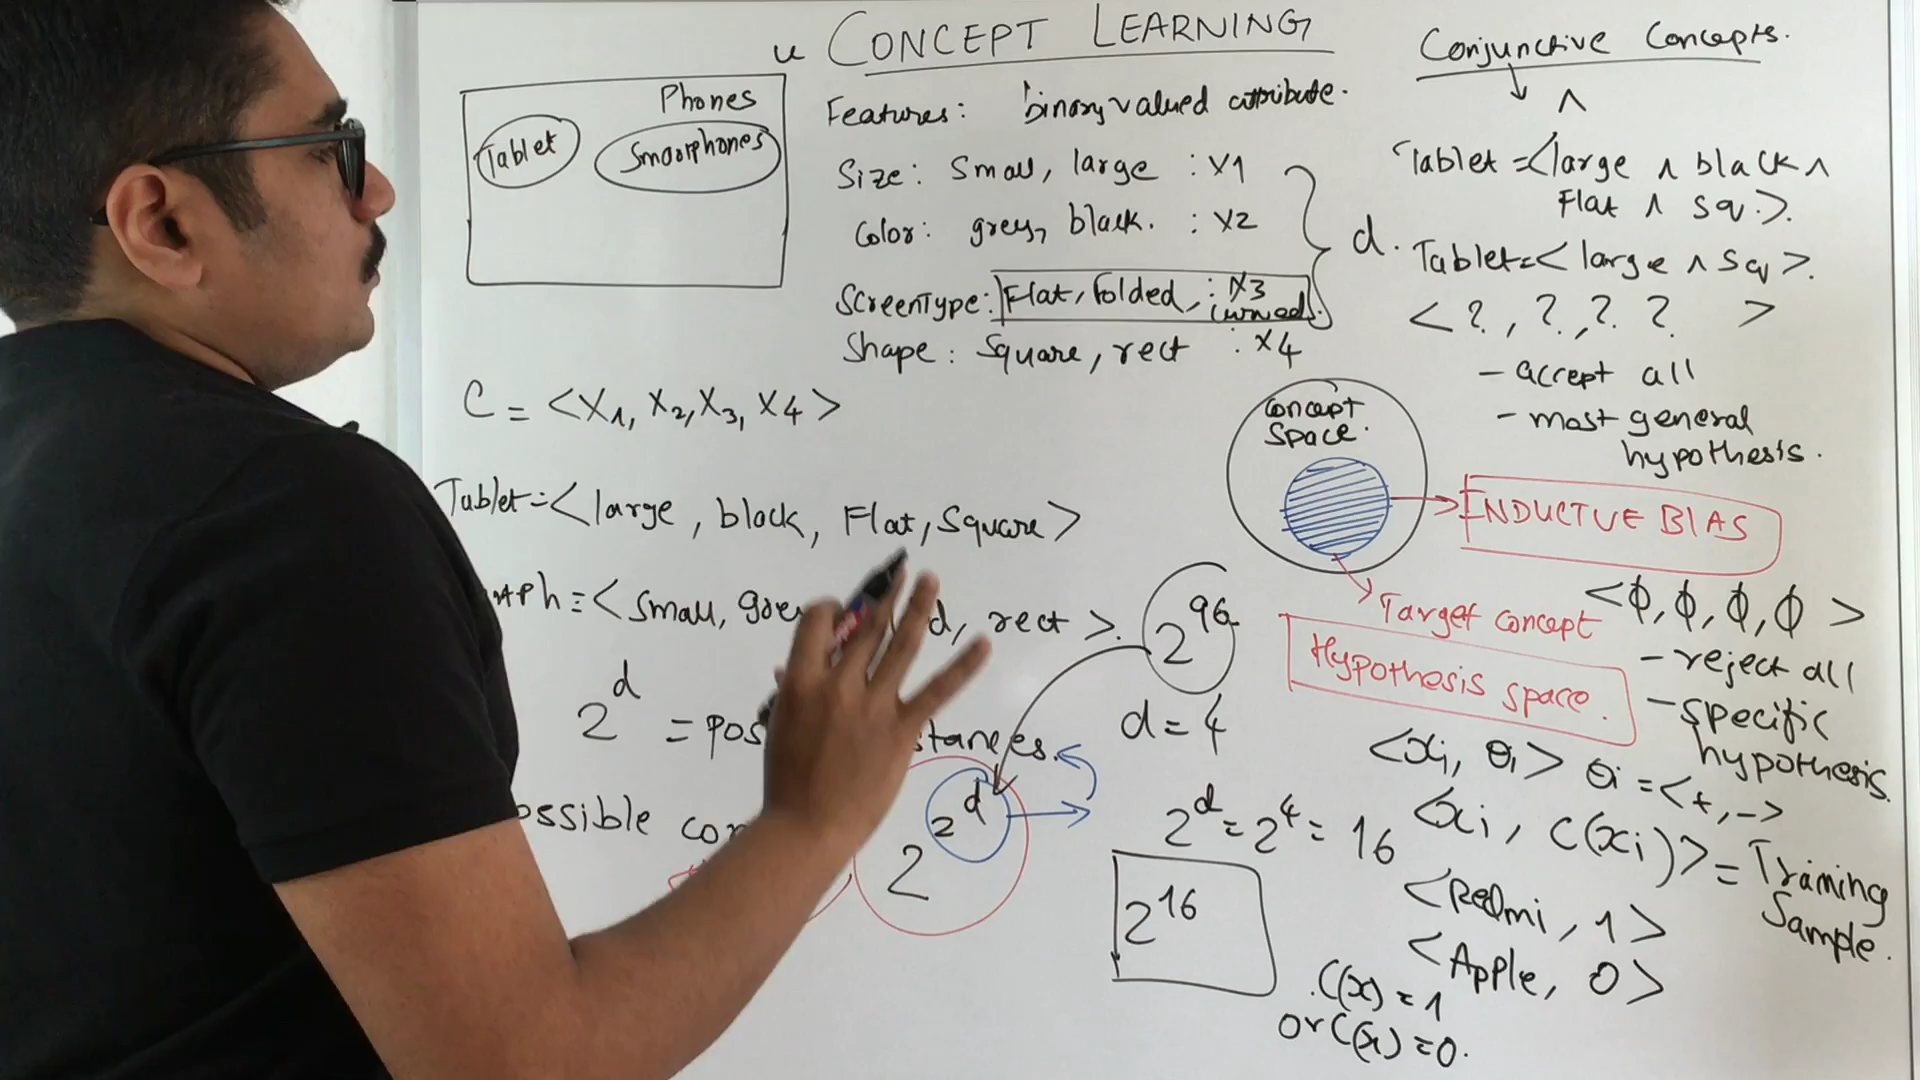 u CONCEPT LEARNING
Phones
Tablet
Smaorphones
Features: binary valued attribute.
Size: Small, large : X1
Color: grey, black. : X2
ScreenType: Flat, Folded, : X3
Shape: Square, rect : X4
d.
C = <X1, X2, X3, X4>
Tablet = <large, black, Flat, Square>
<small, d, rect>.
2^d =
2^96
d = 4
2^d = 2^4 = 16
2^2^d
2^16
Concept
Space.
INDUCTIVE BIAS
Target concept
Hypothesis space.
Conjunctive Concepts.
∧
Tablet = <large ∧ black ∧
Flat ∧ sq.>.
Tablet = < large ∧ Sq >.
< ?, ?, ? ? >
- accept all
- most general
hypothesis.
<Φ, Φ, Φ, Φ >
- reject all
- specific
hypothesis.
<xi, θi> θi = <+, ->
<xi, C(xi)> = Training
Sample.
<Redmi, 1>
<Apple, 0>
C(x) = 1
or C(x) = 0.